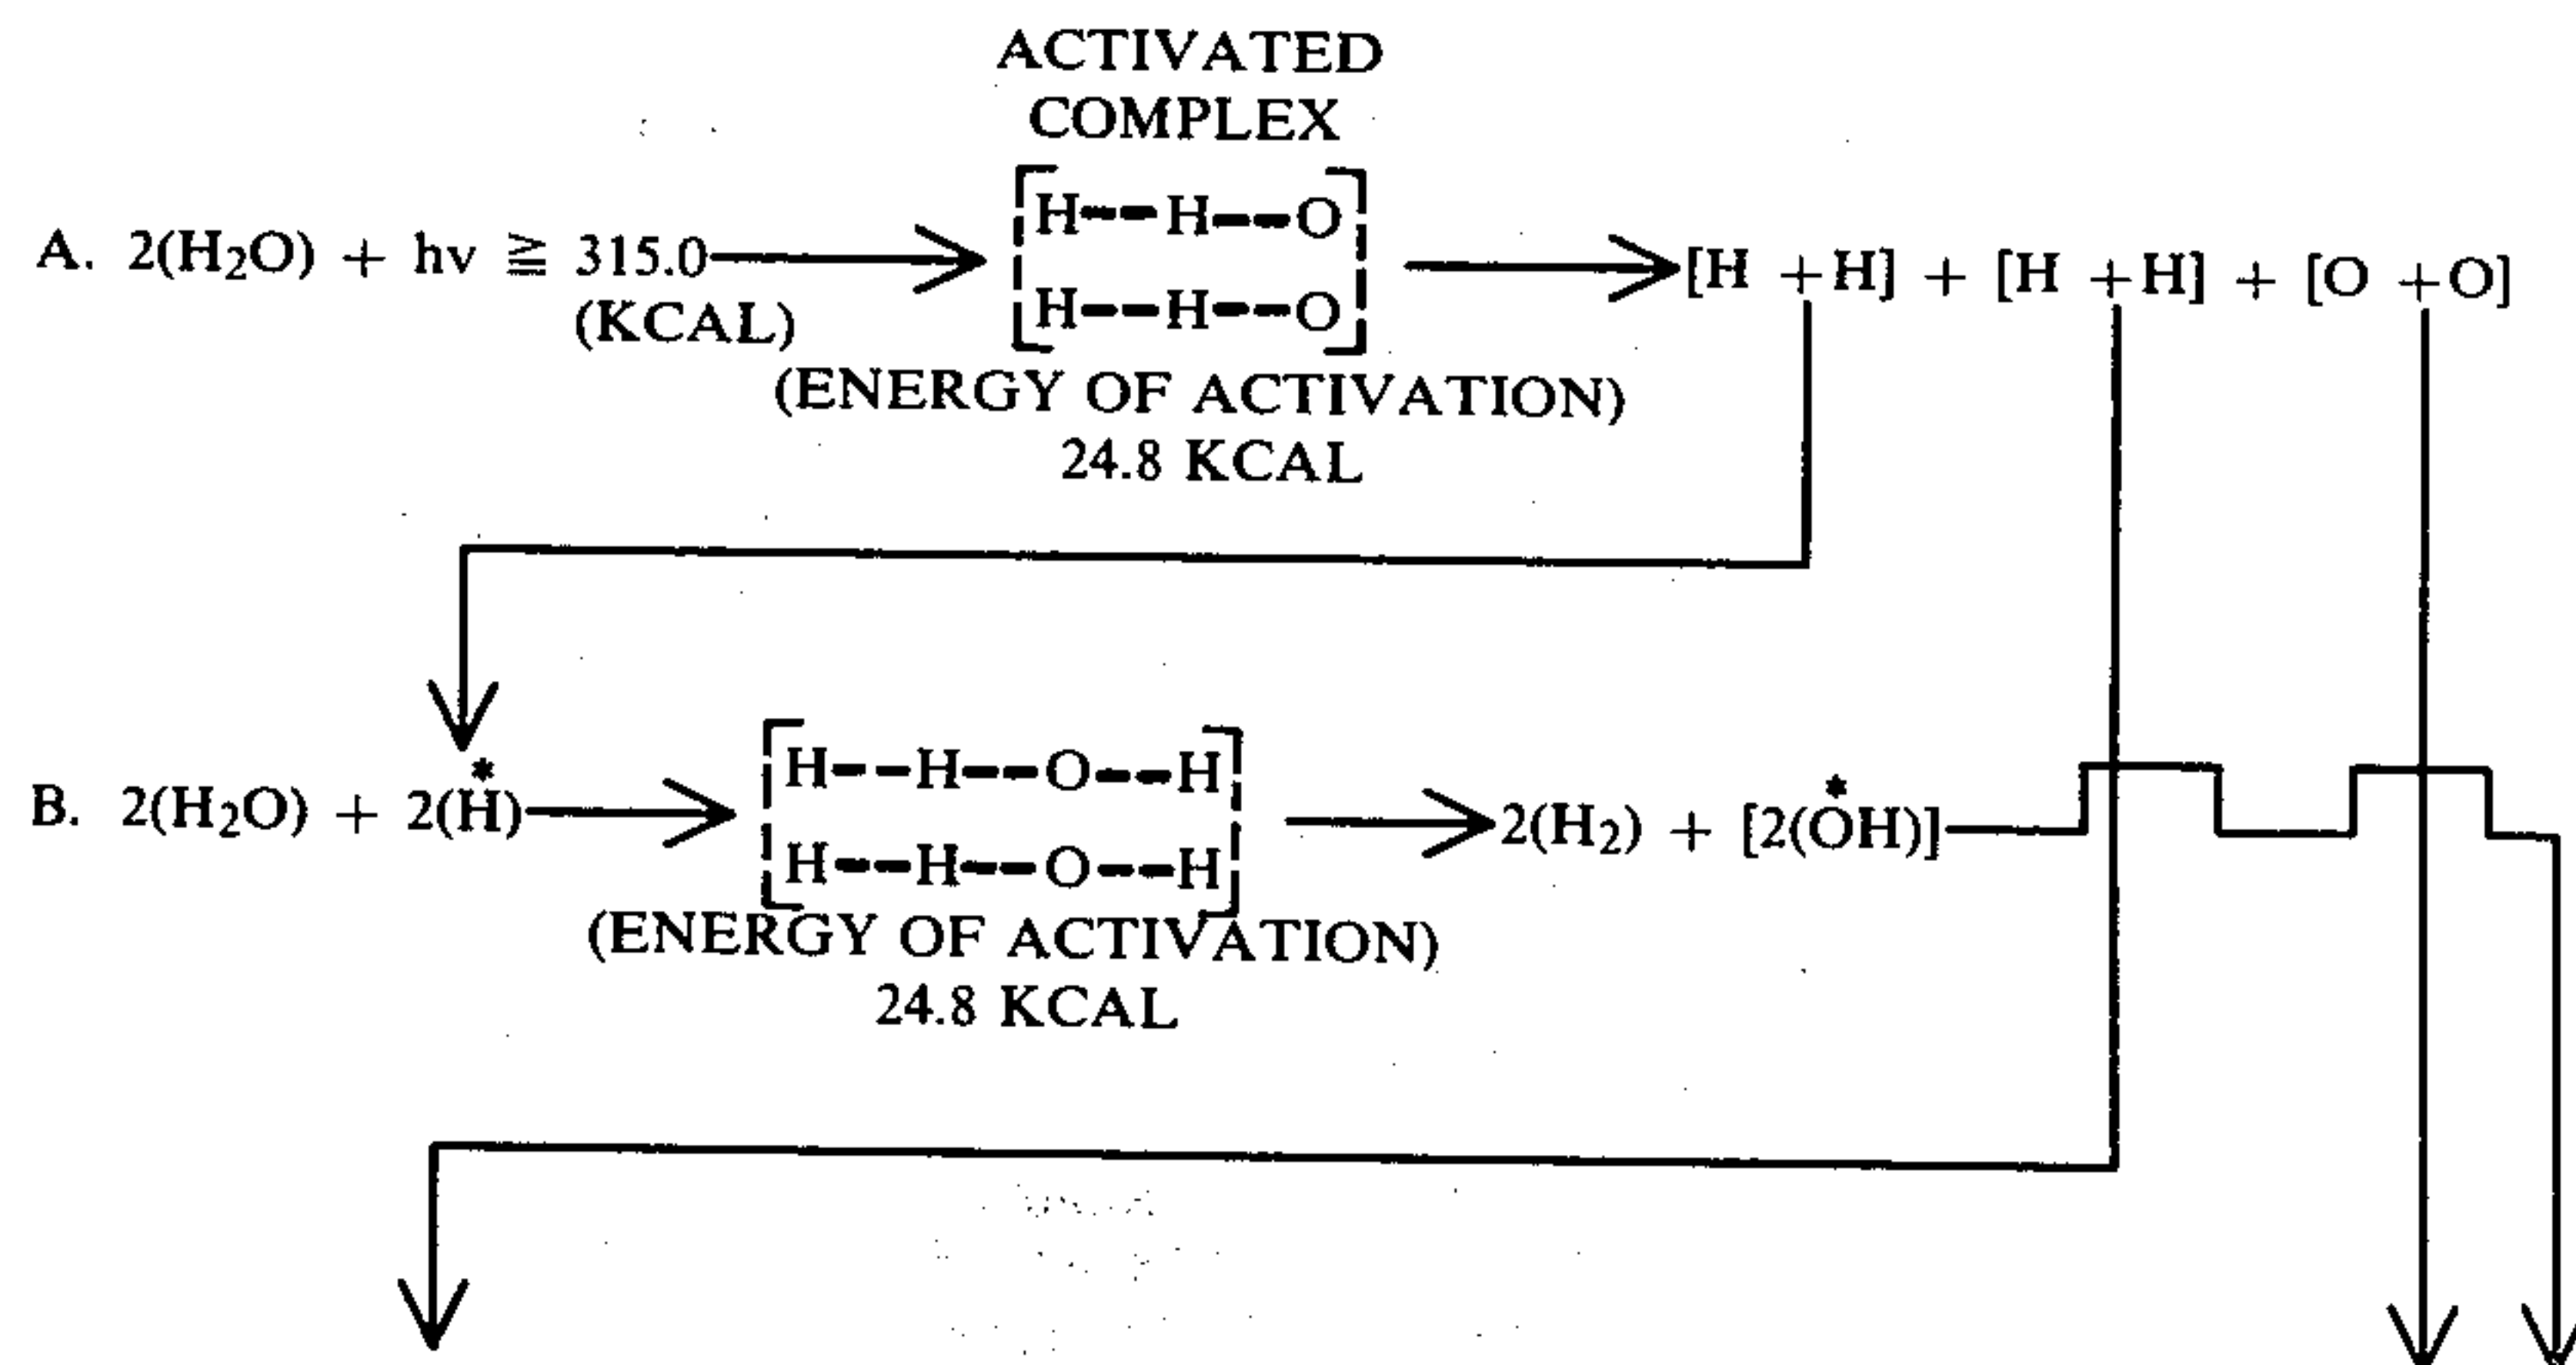 ACTIVATED
COMPLEX
A. 2(H₂O) + hν ≧ 315.0 [H--H--O H--H--O] [H +H] + [H +H] + [O +O]
(KCAL)
(ENERGY OF ACTIVATION)
24.8 KCAL
B. 2(H₂O) + 2(H*) [H--H--O--H H--H--O--H] 2(H₂) + [2(O*H)]
(ENERGY OF ACTIVATION)
24.8 KCAL